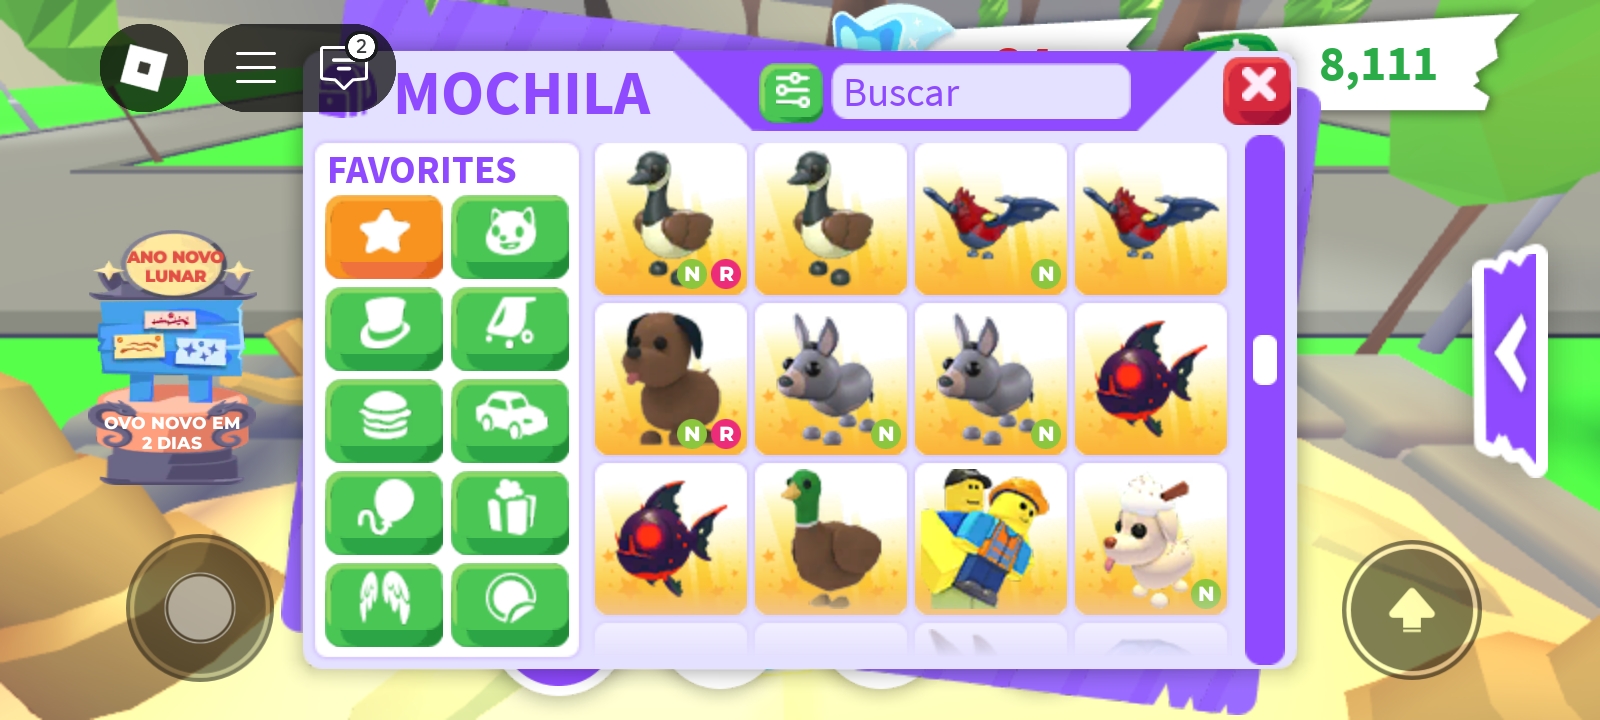 2
MOCHILA
Buscar
8,111
FAVORITES
N R
N
N R
N
N
N
ANO NOVO
LUNAR
OVO NOVO EM
2 DIAS